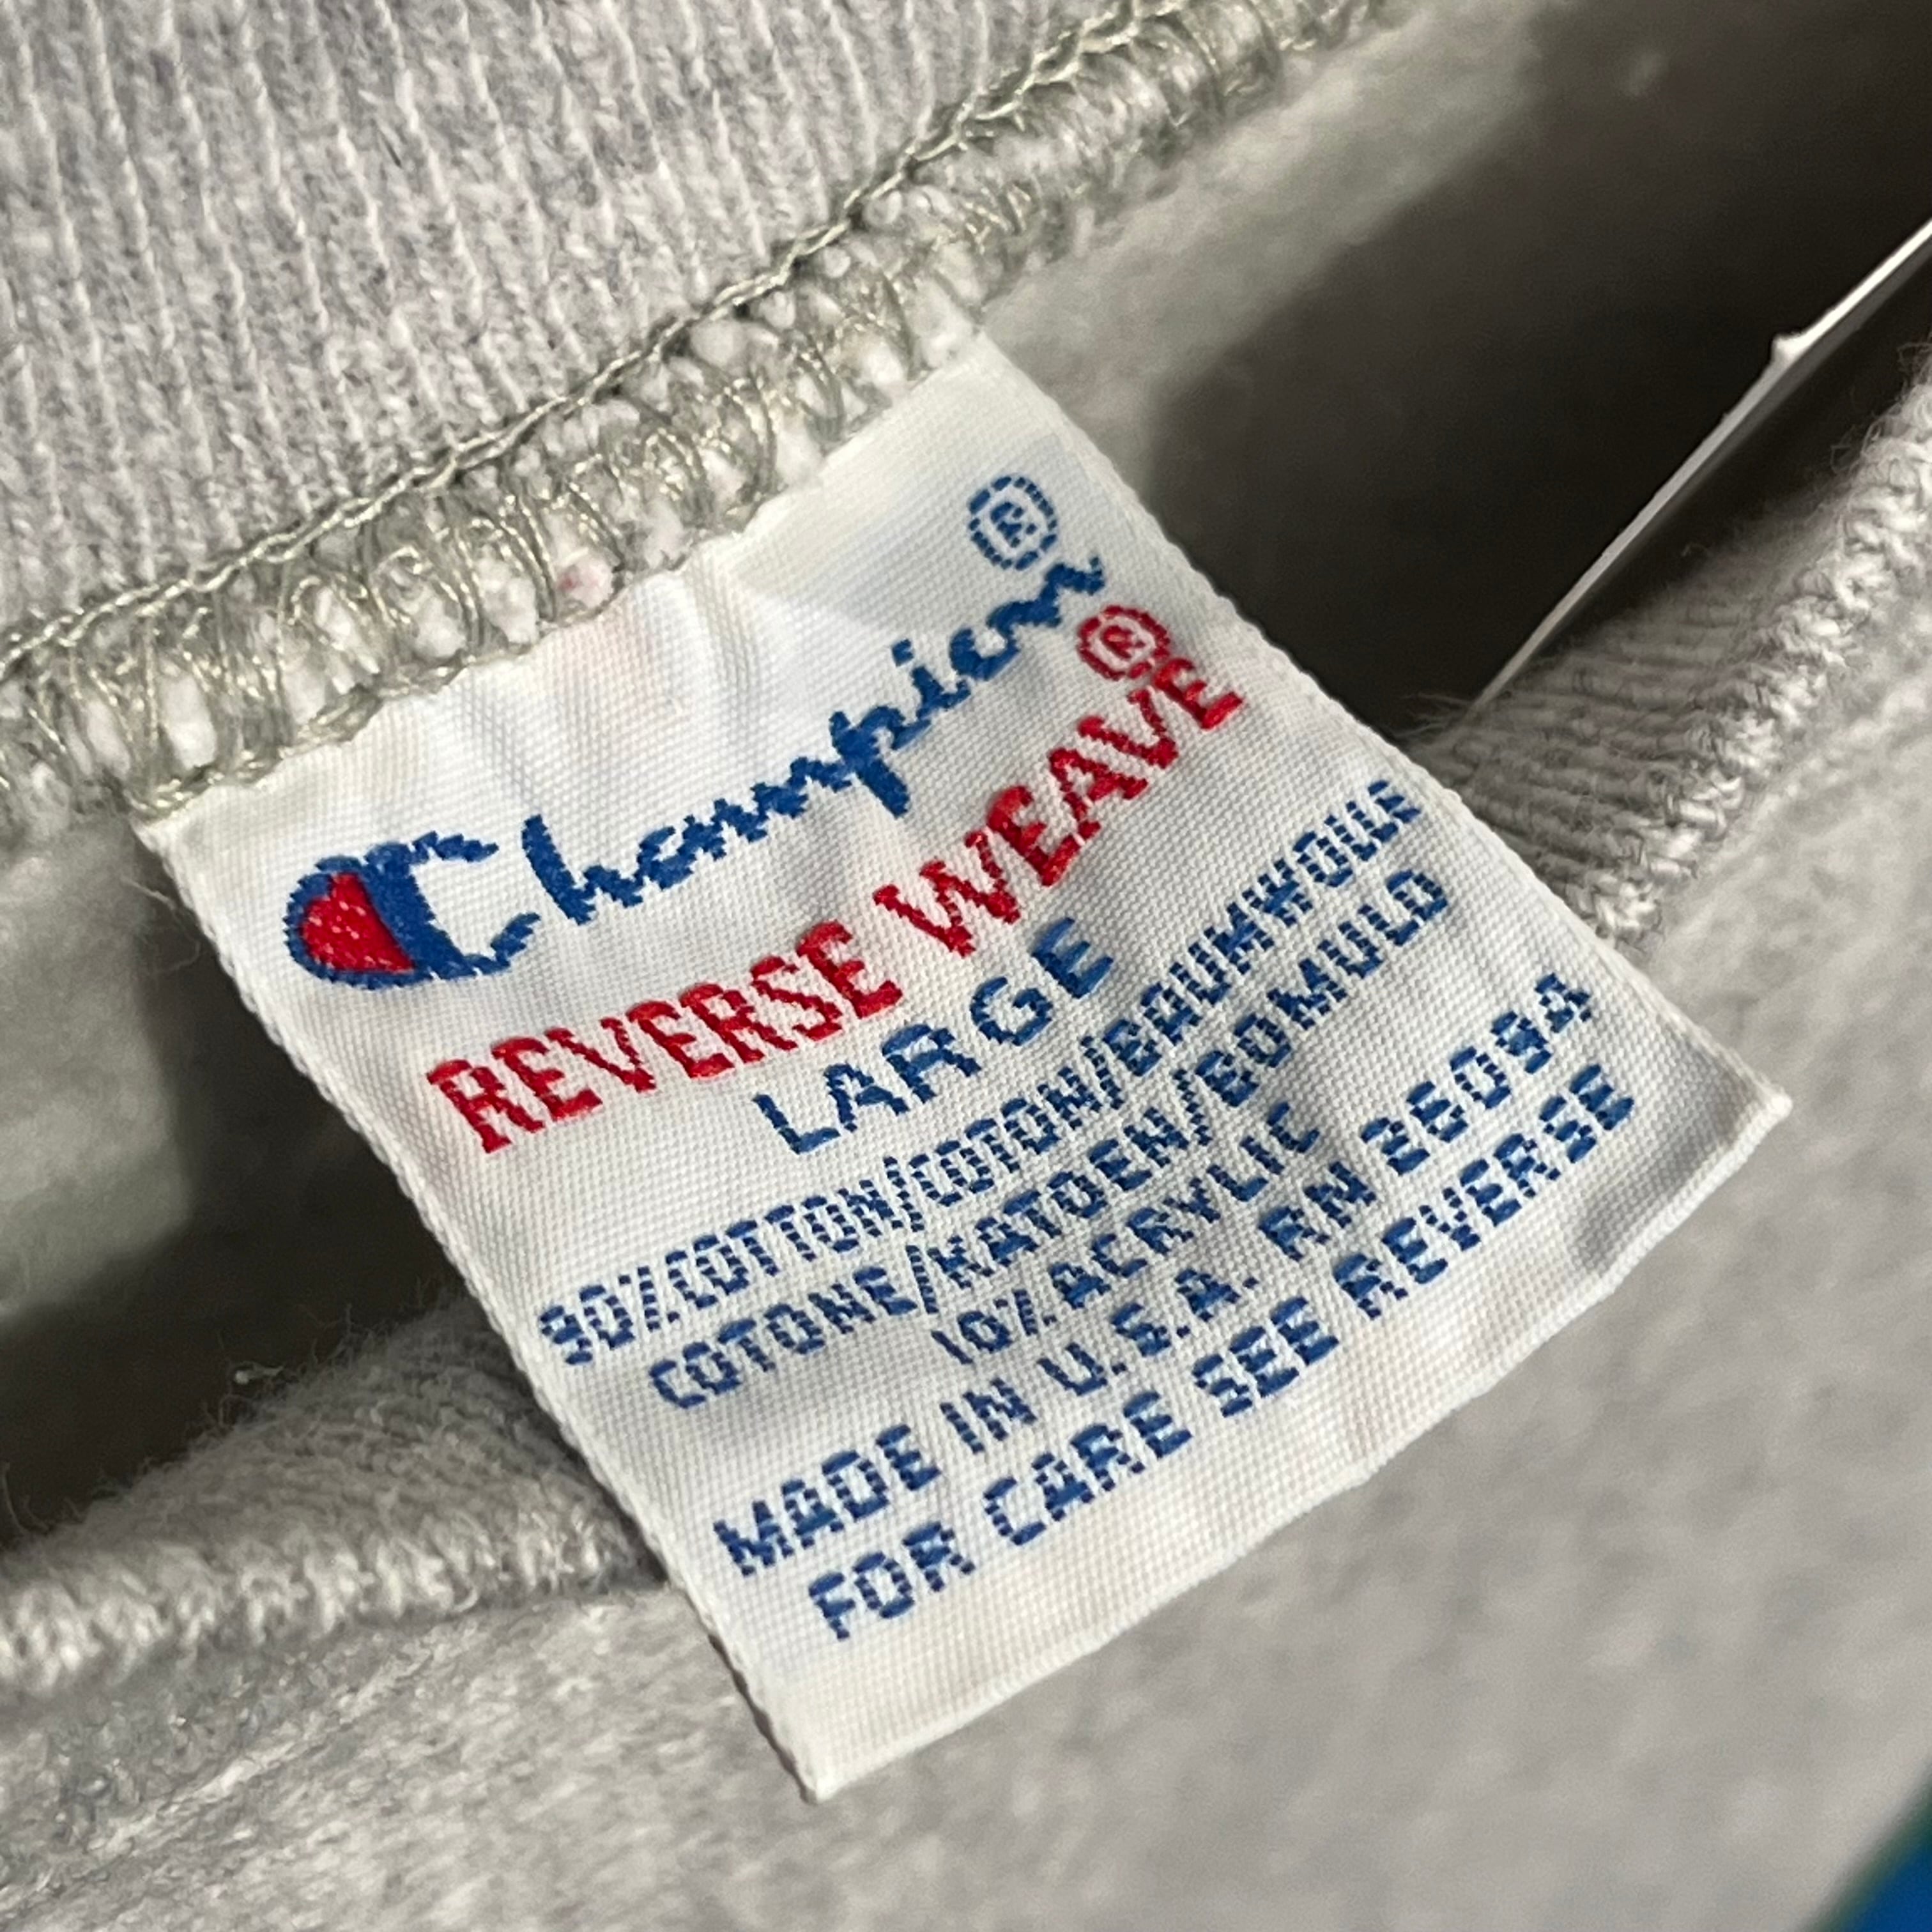 Champion®
REVERSE WEAVE®
LARGE
90%COTTON/COTON/BAUMWOLLE
COTONE/KATOEN/BOMULD
10% ACRYLIC
MADE IN U.S.A. RN 26094
FOR CARE SEE REVERSE